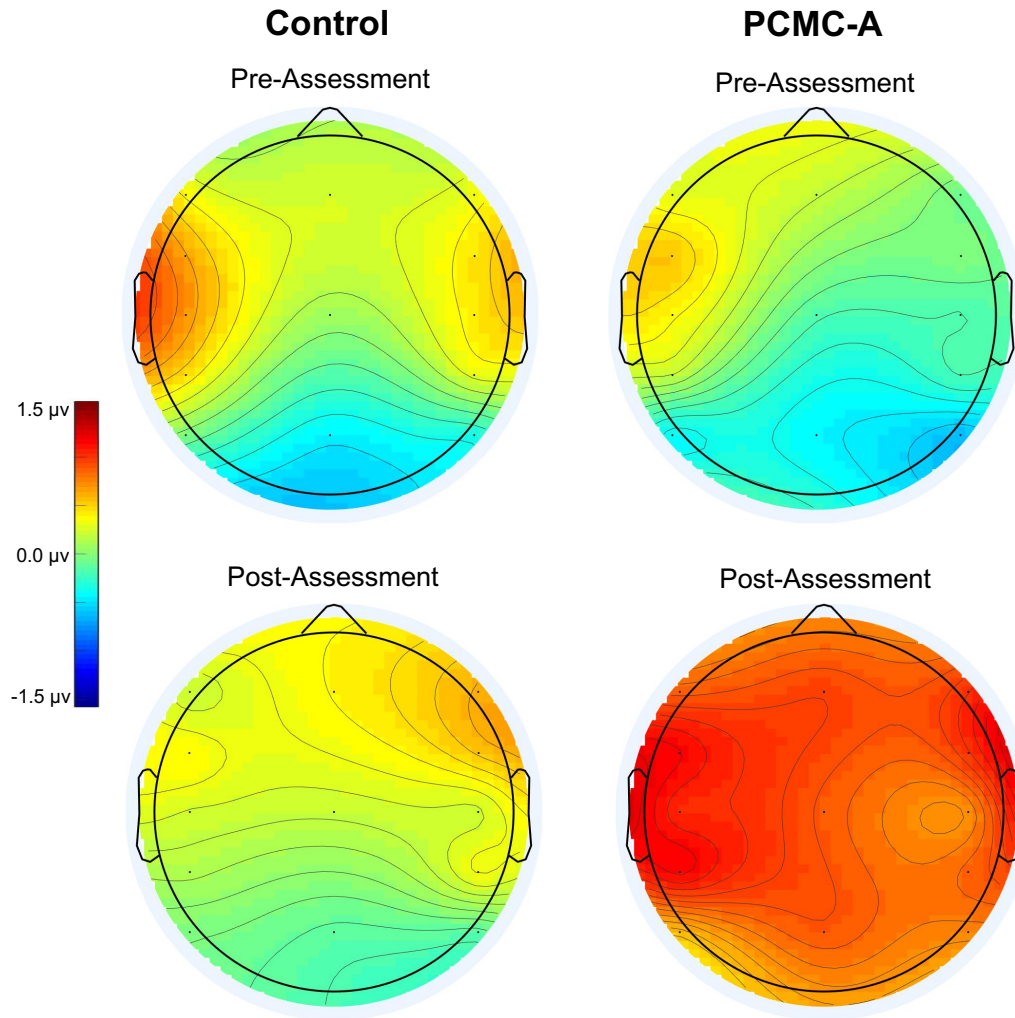 Control
PCMC-A
Pre-Assessment
Pre-Assessment
1.5 μv
0.0 μv
-1.5 μv
Post-Assessment
Post-Assessment